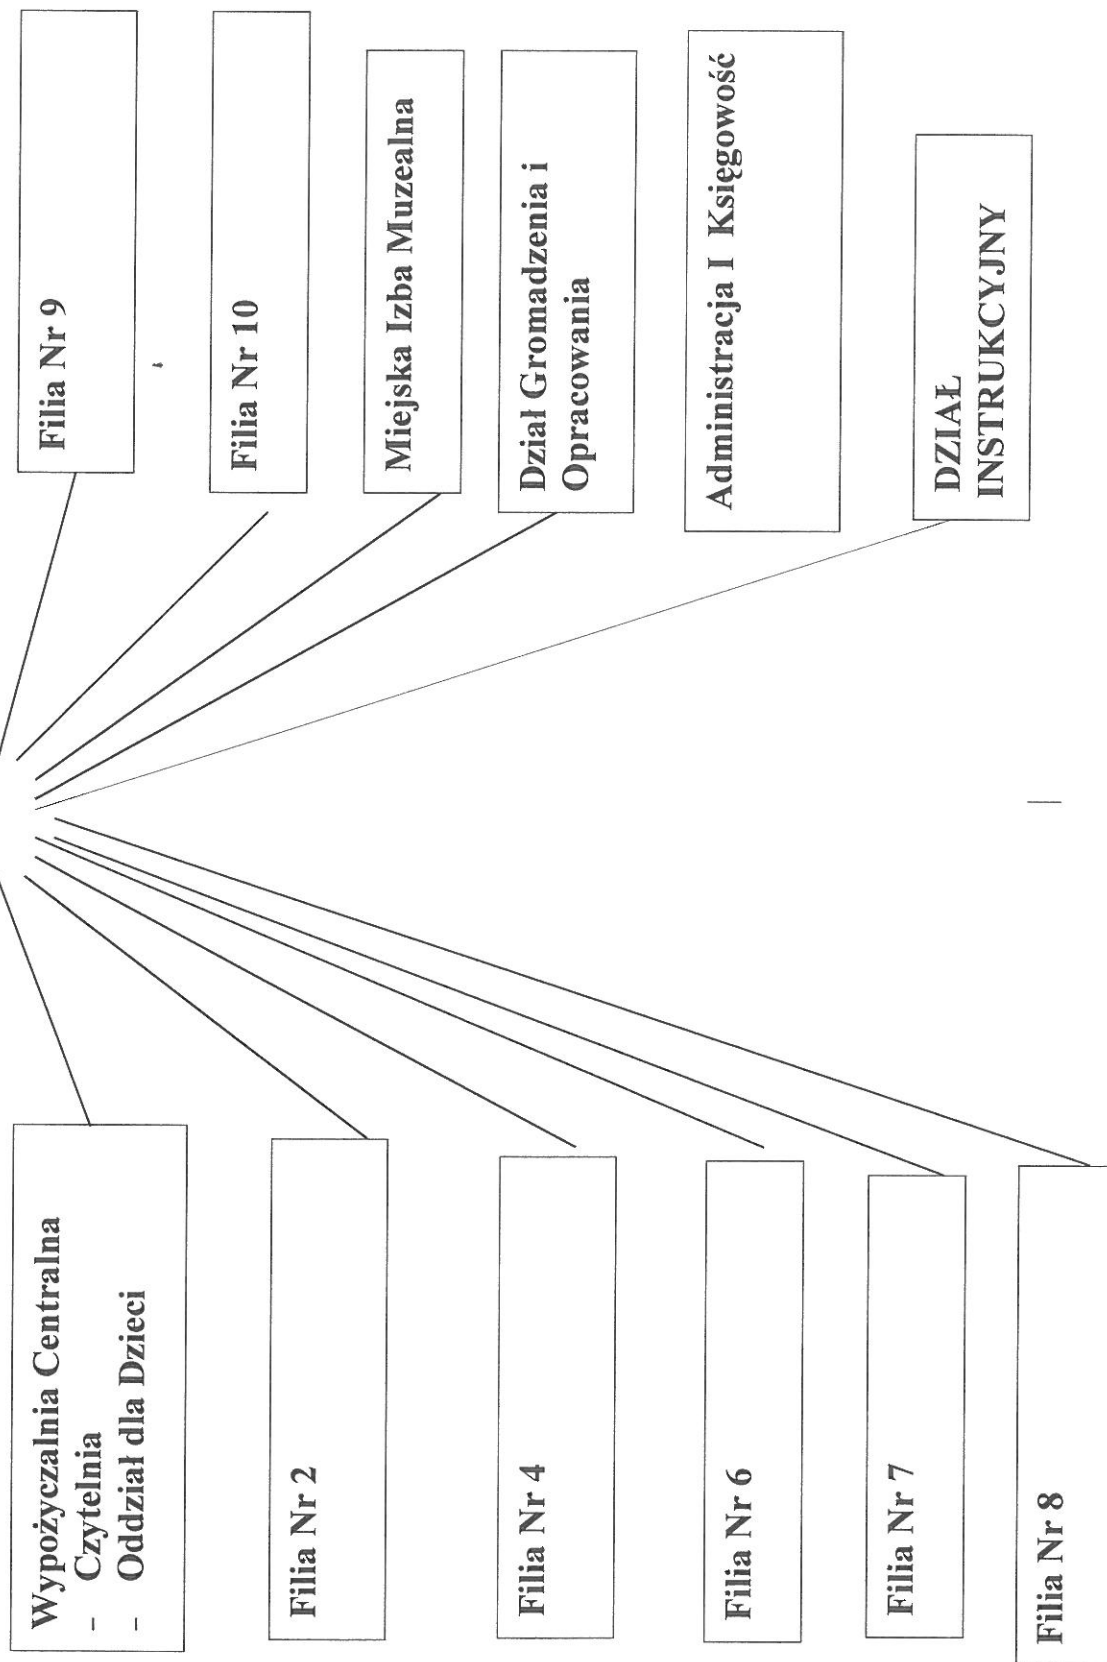 Wypożyczalnia Centralna
– Czytelnia
– Oddział dla Dzieci
Filia Nr 2
Filia Nr 4
Filia Nr 6
Filia Nr 7
Filia Nr 8
Filia Nr 9
Filia Nr 10
Miejska Izba Muzealna
Dział Gromadzenia i
Opracowania
Administracja I Księgowość
DZIAŁ
INSTRUKCYJNY